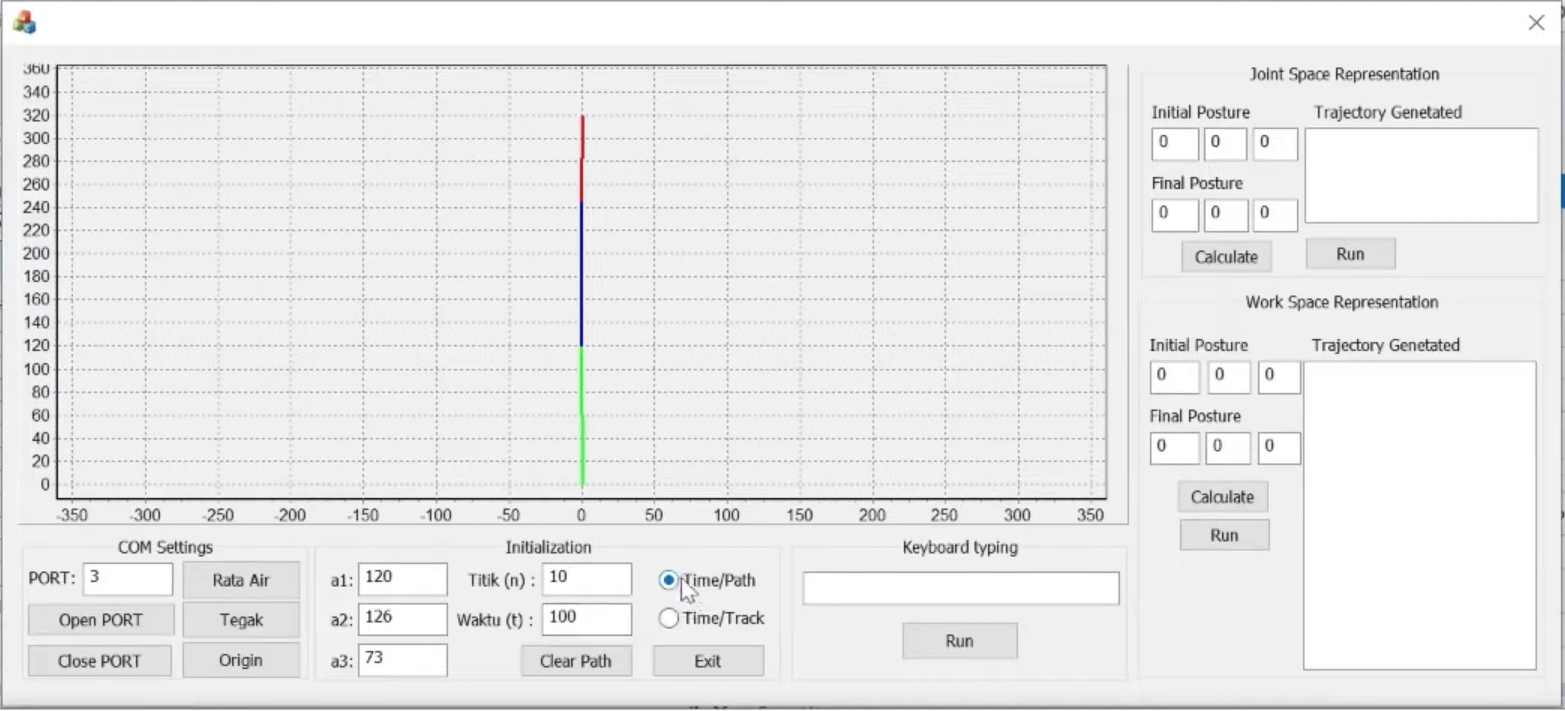 360
340
320
300
280
260
240
220
200
180
160
140
120
100
80
60
40
20
0
-350 -300 -250 -200 -150 -100 -50 0 50 100 150 200 250 300 350
Joint Space Representation
Initial Posture Trajectory Genetated
0 0 0
Final Posture
0 0 0
Calculate Run
Work Space Representation
Initial Posture Trajectory Genetated
0 0 0
Final Posture
0 0 0
Calculate
Run
COM Settings
PORT: 3 Rata Air
Open PORT Tegak
Close PORT Origin
Initialization
a1: 120 Titik (n) : 10 Time/Path
a2: 126 Waktu (t) : 100 Time/Track
a3: 73 Clear Path Exit
Keyboard typing
Run